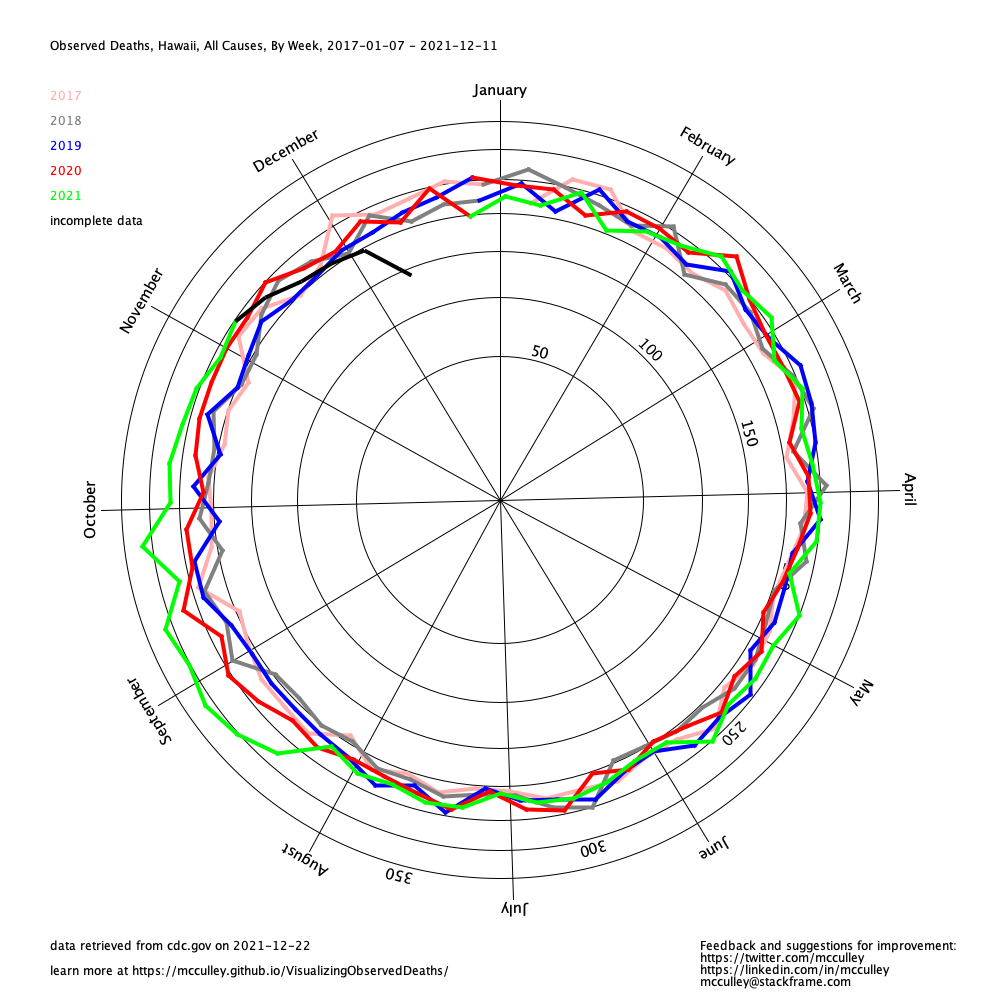 Observed Deaths, Hawaii, All Causes, By Week, 2017-01-07 - 2021-12-11
January
2017
2018
2019
2020
2021
incomplete data
December
February
November
March
50
100
150
October
April
September
May
250
August
300
June
350
July
data retrieved from cdc.gov on 2021-12-22
learn more at https://mcculley.github.io/VisualizingObservedDeaths/
Feedback and suggestions for improvement:
https://twitter.com/mcculley
https://linkedin.com/in/mcculley
mcculley@stackframe.com